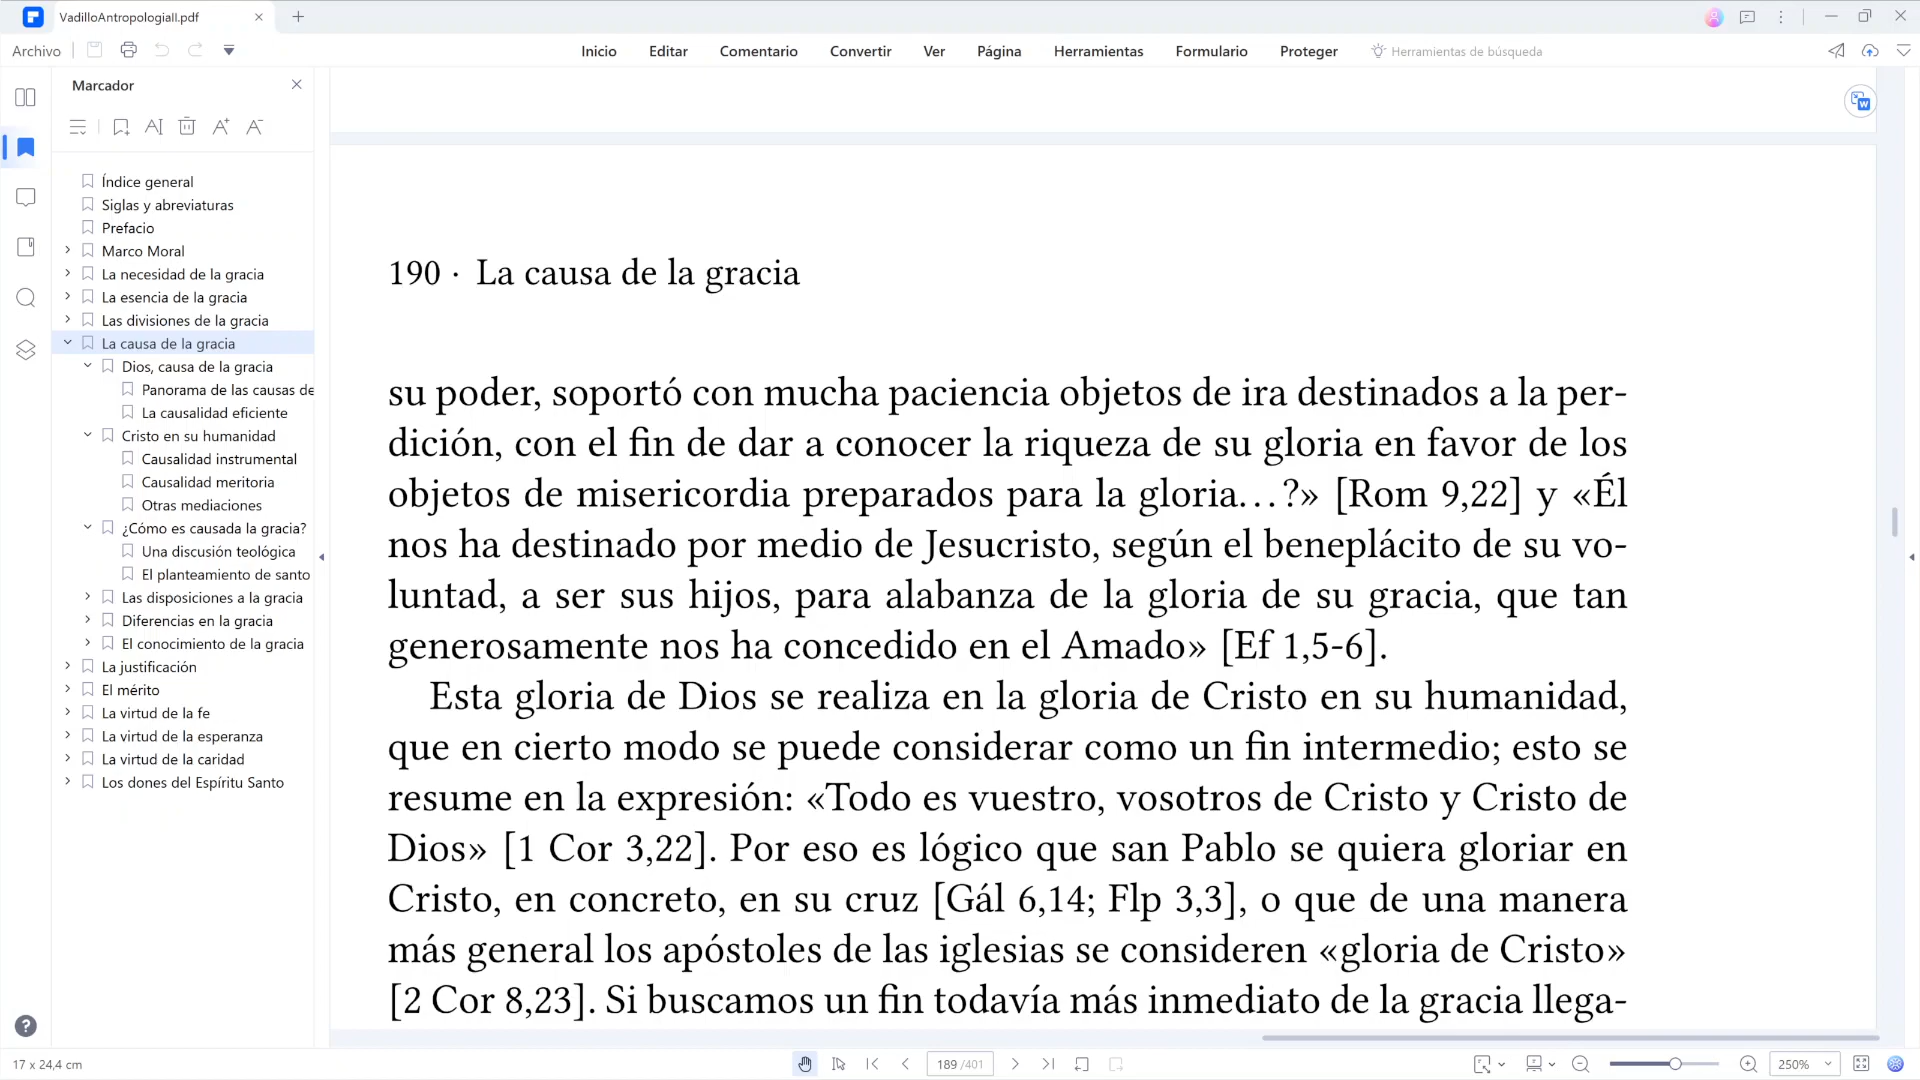 VadilloAntropologiaII.pdf
Archivo
Inicio
Editar
Comentario
Convertir
Ver
Página
Herramientas
Formulario
Proteger
Herramientas de búsqueda
Marcador
Índice general
Siglas y abreviaturas
Prefacio
Marco Moral
La necesidad de la gracia
La esencia de la gracia
Las divisiones de la gracia
La causa de la gracia
Dios, causa de la gracia
Panorama de las causas de
La causalidad eficiente
Cristo en su humanidad
Causalidad instrumental
Causalidad meritoria
Otras mediaciones
¿Cómo es causada la gracia?
Una discusión teológica
El planteamiento de santo
Las disposiciones a la gracia
Diferencias en la gracia
El conocimiento de la gracia
La justificación
El mérito
La virtud de la fe
La virtud de la esperanza
La virtud de la caridad
Los dones del Espíritu Santo
190 · La causa de la gracia
su poder, soportó con mucha paciencia objetos de ira destinados a la per-
dición, con el fin de dar a conocer la riqueza de su gloria en favor de los
objetos de misericordia preparados para la gloria…?» [Rom 9,22] y «Él
nos ha destinado por medio de Jesucristo, según el beneplácito de su vo-
luntad, a ser sus hijos, para alabanza de la gloria de su gracia, que tan
generosamente nos ha concedido en el Amado» [Ef 1,5-6].
Esta gloria de Dios se realiza en la gloria de Cristo en su humanidad,
que en cierto modo se puede considerar como un fin intermedio; esto se
resume en la expresión: «Todo es vuestro, vosotros de Cristo y Cristo de
Dios» [1 Cor 3,22]. Por eso es lógico que san Pablo se quiera gloriar en
Cristo, en concreto, en su cruz [Gál 6,14; Flp 3,3], o que de una manera
más general los apóstoles de las iglesias se consideren «gloria de Cristo»
[2 Cor 8,23]. Si buscamos un fin todavía más inmediato de la gracia llega-
17 x 24,4 cm
189 /401
250%